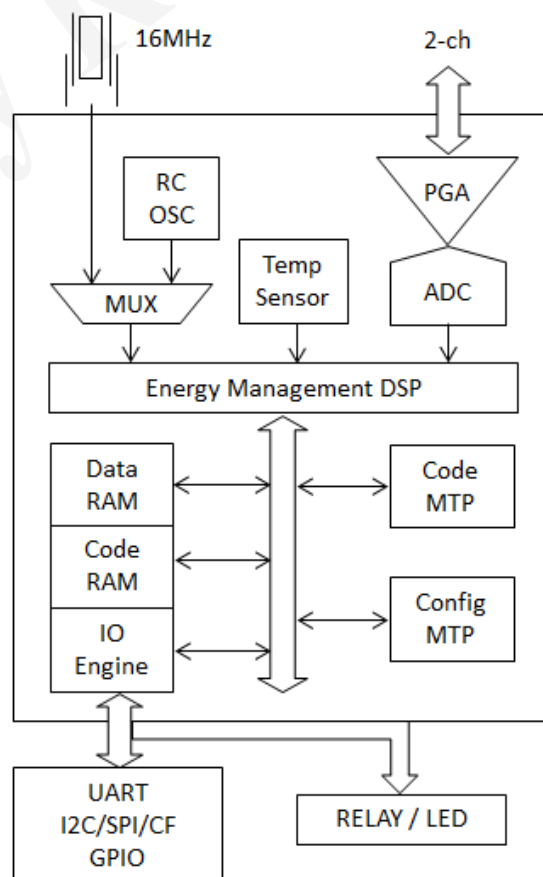 16MHz
2-ch
RC
OSC
PGA
Temp
Sensor
MUX
ADC
Energy Management DSP
Data
RAM
Code
MTP
Code
RAM
Config
MTP
IO
Engine
UART
I2C/SPI/CF
GPIO
RELAY / LED